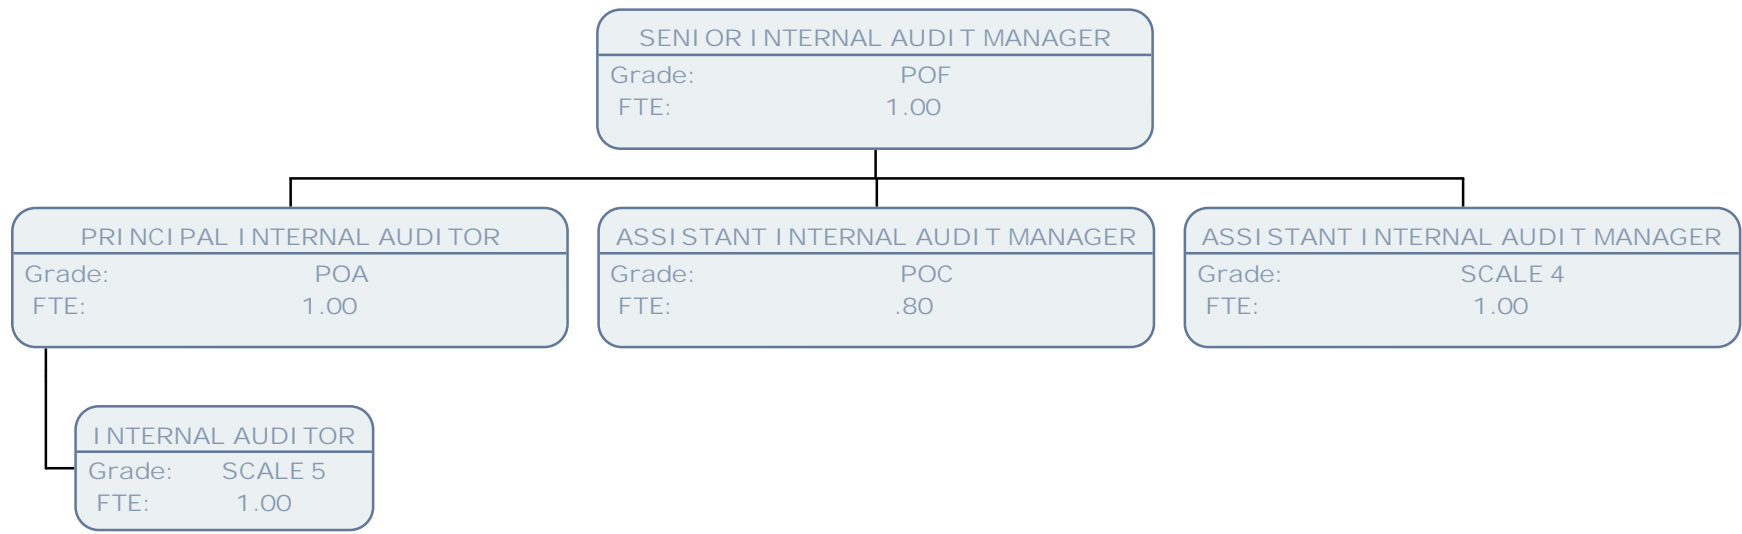 SENIOR INTERNAL AUDIT MANAGER
Grade: POF
FTE: 1.00
PRINCIPAL INTERNAL AUDITOR
Grade: POA
FTE: 1.00
ASSISTANT INTERNAL AUDIT MANAGER
Grade: POC
FTE: .80
ASSISTANT INTERNAL AUDIT MANAGER
Grade: SCALE 4
FTE: 1.00
INTERNAL AUDITOR
Grade: SCALE 5
FTE: 1.00